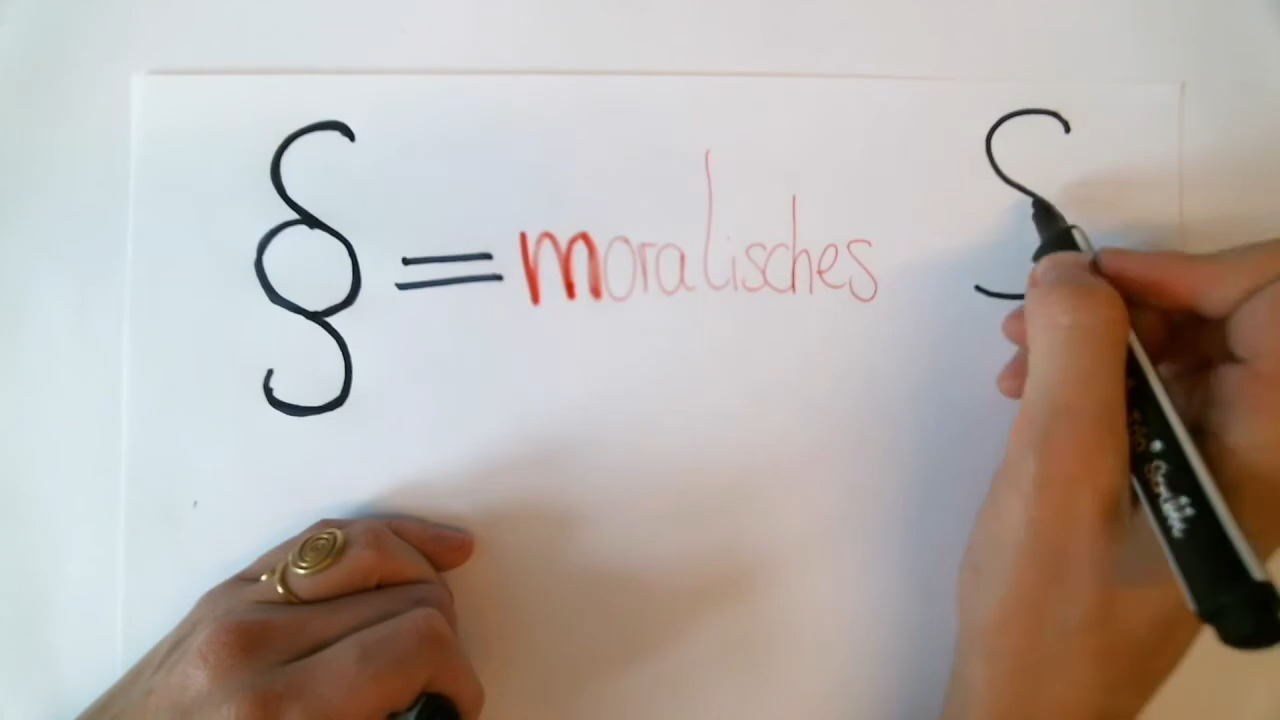 § = moralisches §